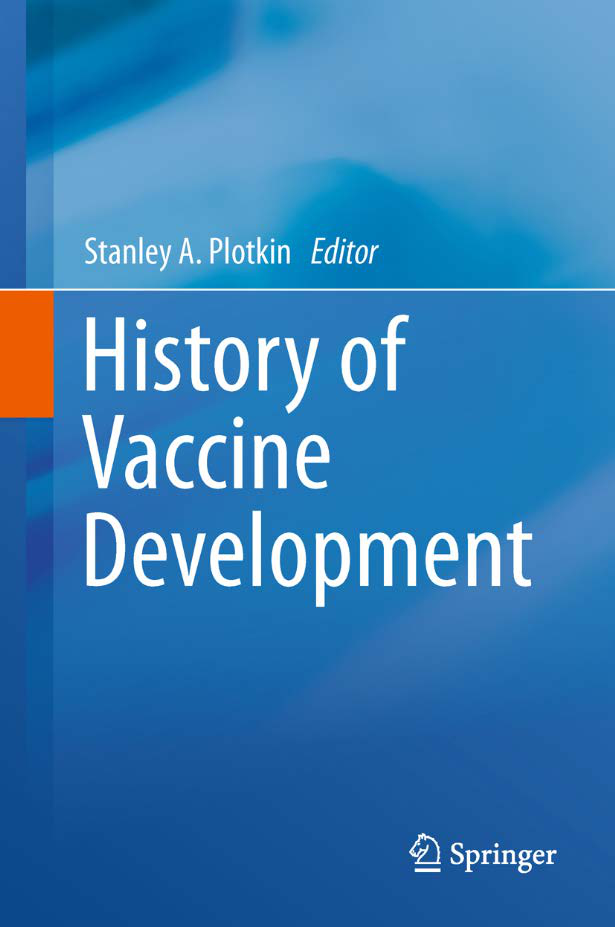 Stanley A. Plotkin Editor
History of
Vaccine
Development
Springer